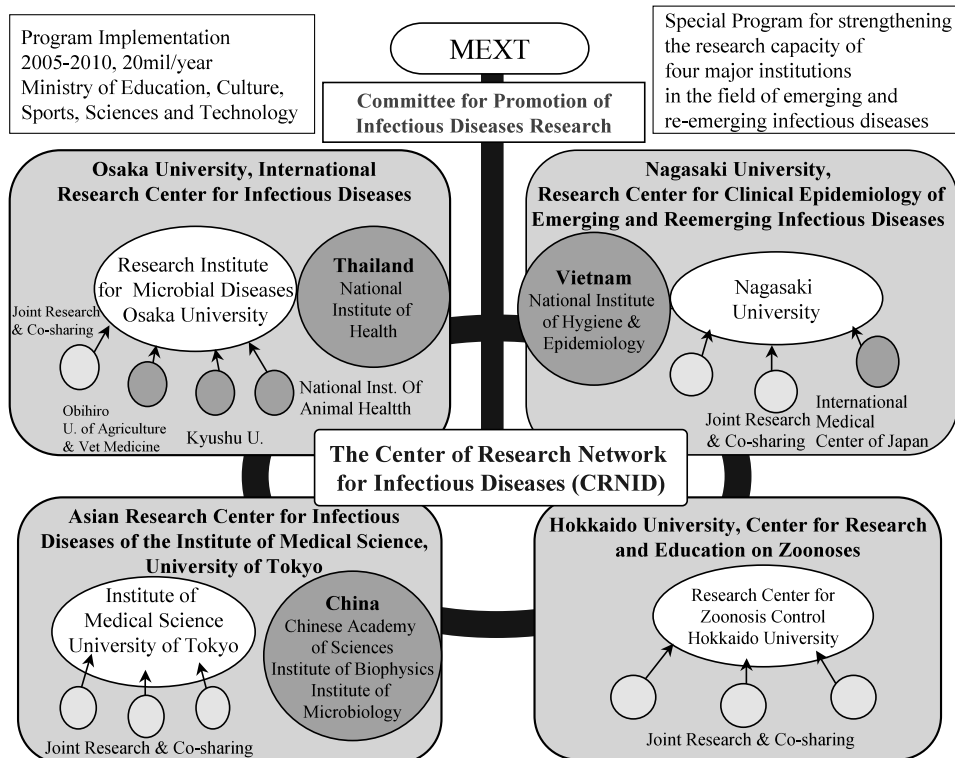 Program Implementation
2005-2010, 20mil/year
Ministry of Education, Culture,
Sports, Sciences and Technology
MEXT
Committee for Promotion of
Infectious Diseases Research
Special Program for strengthening
the research capacity of
four major institutions
in the field of emerging and
re-emerging infectious diseases
Osaka University, International
Research Center for Infectious Diseases
Research Institute
for Microbial Diseases
Osaka University
Thailand
National
Institute of
Health
Joint Research
& Co-sharing
Obihiro
U. of Agriculture
& Vet Medicine
Kyushu U.
National Inst. Of
Animal Healtth
Nagasaki University,
Research Center for Clinical Epidemiology of
Emerging and Reemerging Infectious Diseases
Vietnam
National Institute
of Hygiene &
Epidemiology
Nagasaki
University
Joint Research
& Co-sharing
International
Medical
Center of Japan
The Center of Research Network
for Infectious Diseases (CRNID)
Asian Research Center for Infectious
Diseases of the Institute of Medical Science,
University of Tokyo
Institute of
Medical Science
University of Tokyo
China
Chinese Academy
of Sciences
Institute of Biophysics
Institute of
Microbiology
Joint Research & Co-sharing
Hokkaido University, Center for Research
and Education on Zoonoses
Research Center for
Zoonosis Control
Hokkaido University
Joint Research & Co-sharing